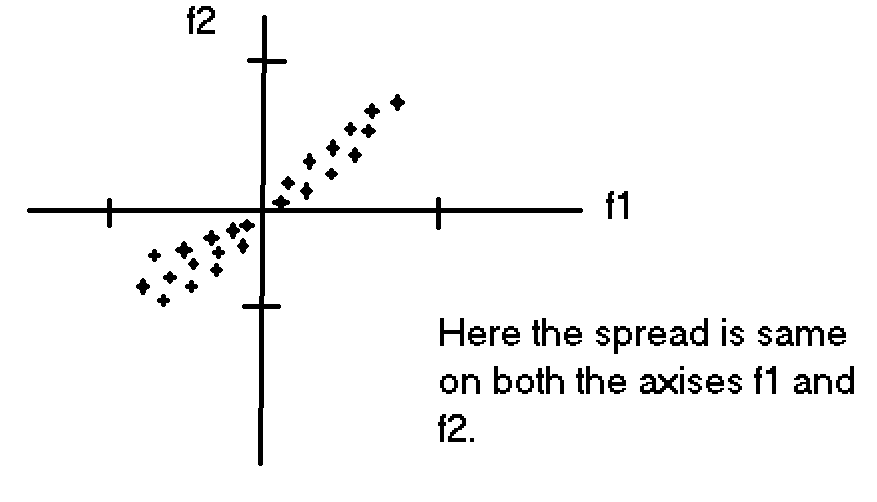 f2
f1
Here the spread is same
on both the axises f1 and
f2.